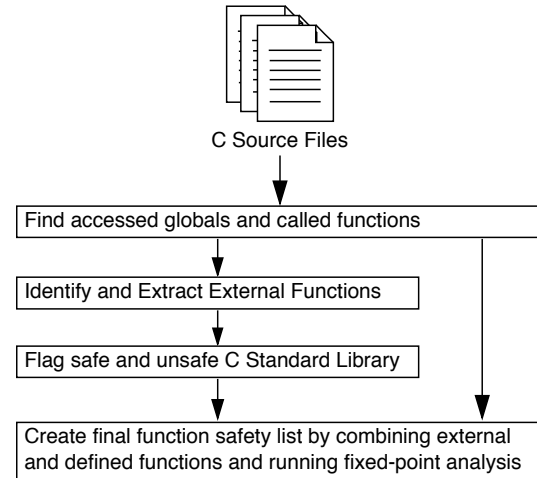 C Source Files
Find accessed globals and called functions
Identify and Extract External Functions
Flag safe and unsafe C Standard Library
Create final function safety list by combining external
and defined functions and running fixed-point analysis